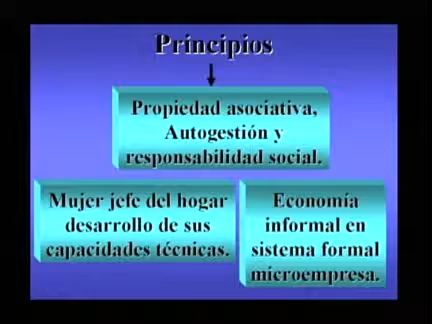 Principios
Propiedad asociativa,
Autogestión y
responsabilidad social.
Mujer jefe del hogar
desarrollo de sus
capacidades técnicas.
Economía
informal en
sistema formal
microempresa.